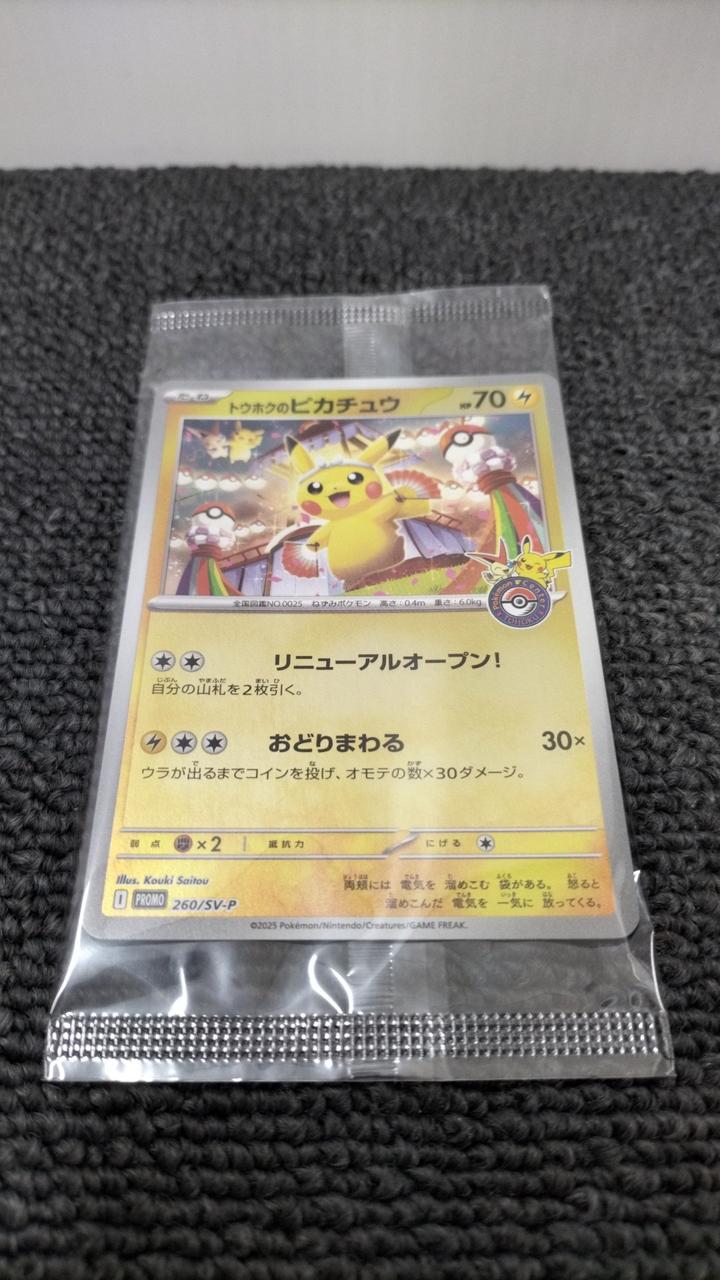 たね
トウホクのピカチュウ HP70
全国図鑑NO.0025 ねずみポケモン 高さ:0.4m 重さ:6.0kg
Pokémon Center
TOHOKU
リニューアルオープン!
自分の山札を2枚引く。
おどりまわる 30×
ウラが出るまでコインを投げ、オモテの数×30ダメージ。
弱点 ×2 抵抗力 にげる
Illus. Kouki Saitou
両頬には 電気を 溜めこむ 袋がある。 怒ると
溜めこんだ 電気を 一気に 放ってくる。
I PROMO 260/SV-P
©2025 Pokémon/Nintendo/Creatures/GAME FREAK.